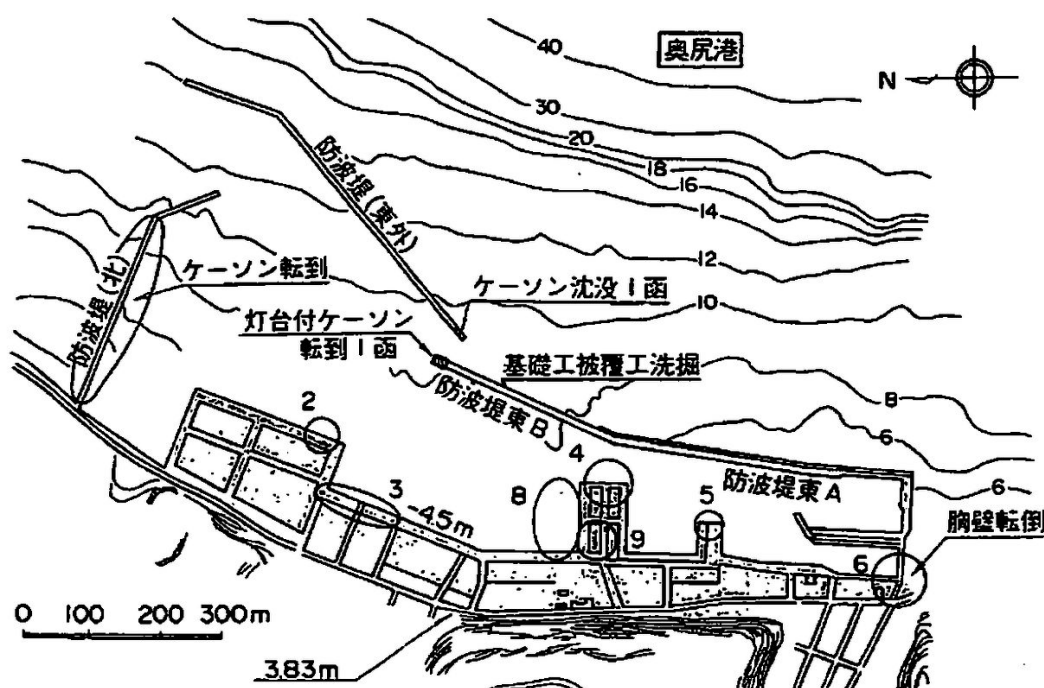 奥尻港
N
40
30
20
18
16
14
12
10
8
6
6
防波堤(東外)
防波堤(北)
ケーソン転到
ケーソン沈没1函
灯台付ケーソン
転到1函
基礎工被覆工洗掘
防波堤東B
防波堤東A
胸壁転倒
2
3
-4.5m
4
8
9
5
6
0 100 200 300m
3.83m